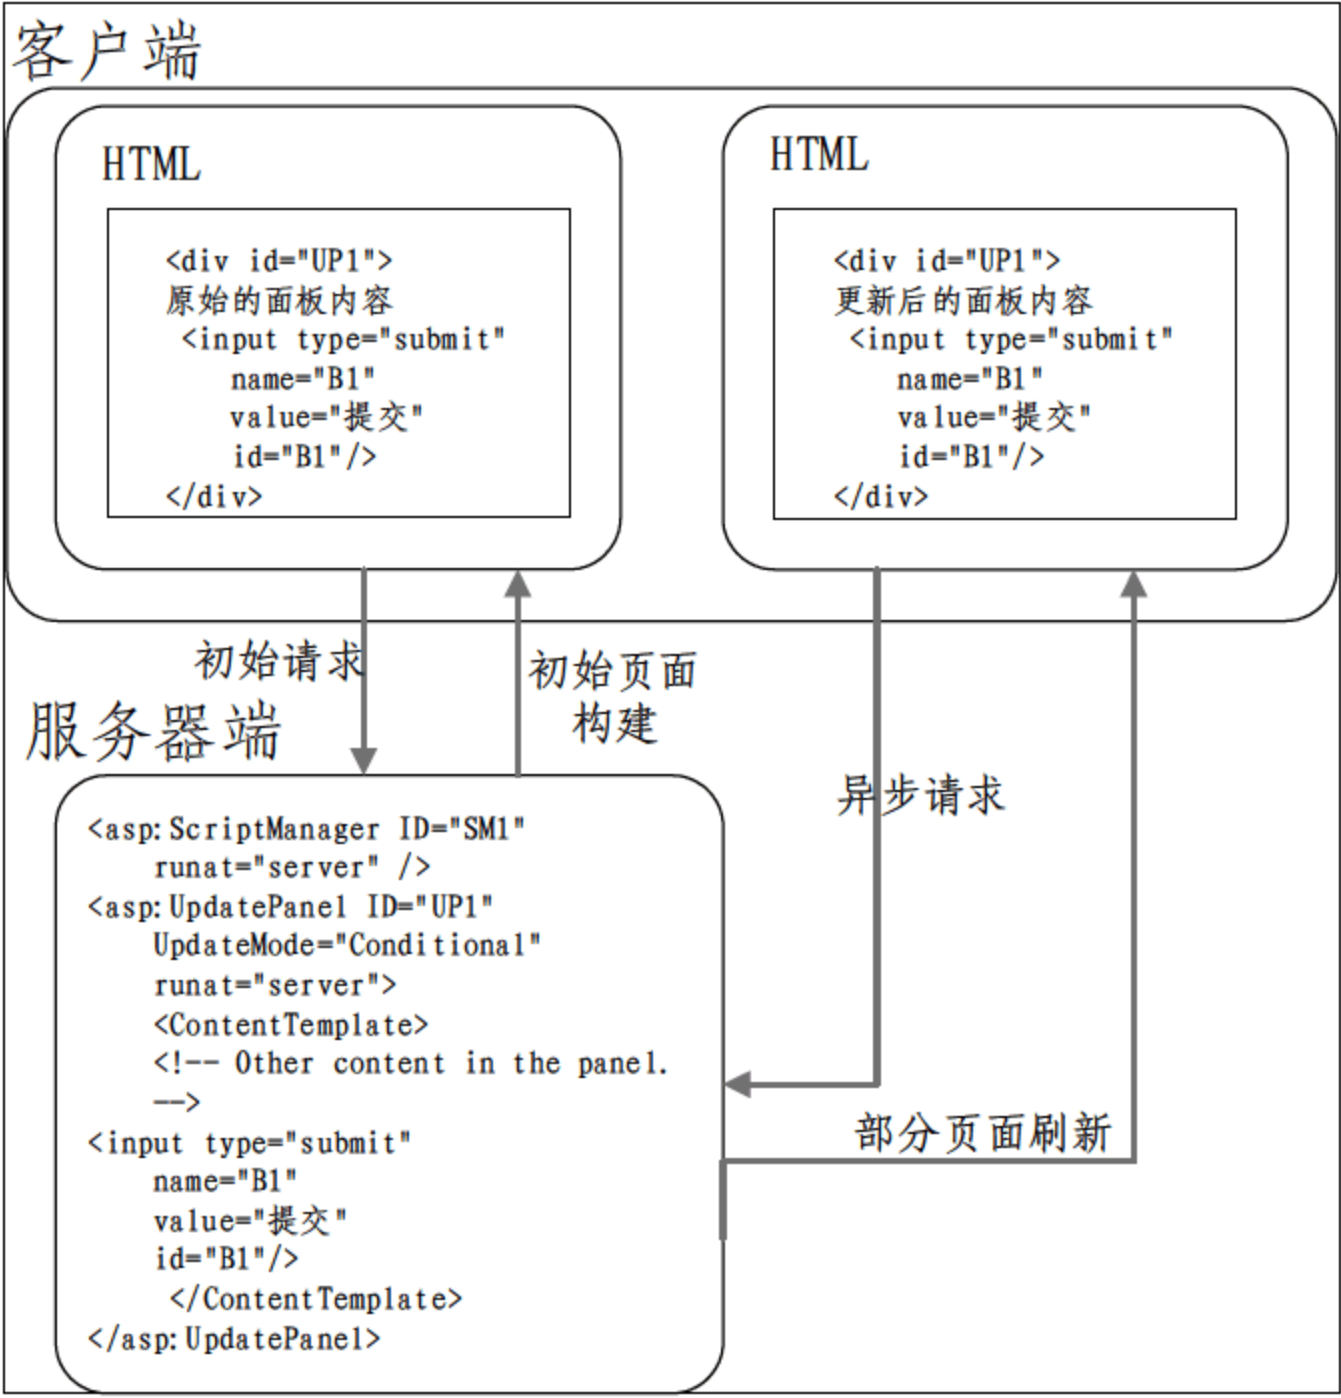 客户端
HTML
<div id="UP1">
原始的面板内容
<input type="submit"
name="B1"
value="提交"
id="B1"/>
</div>
HTML
<div id="UP1">
更新后的面板内容
<input type="submit"
name="B1"
value="提交"
id="B1"/>
</div>
初始请求
初始页面
构建
服务器端
异步请求
部分页面刷新
<asp:ScriptManager ID="SM1"
runat="server" />
<asp:UpdatePanel ID="UP1"
UpdateMode="Conditional"
runat="server">
<ContentTemplate>
<!-- Other content in the panel.
-->
<input type="submit"
name="B1"
value="提交"
id="B1"/>
</ContentTemplate>
</asp:UpdatePanel>